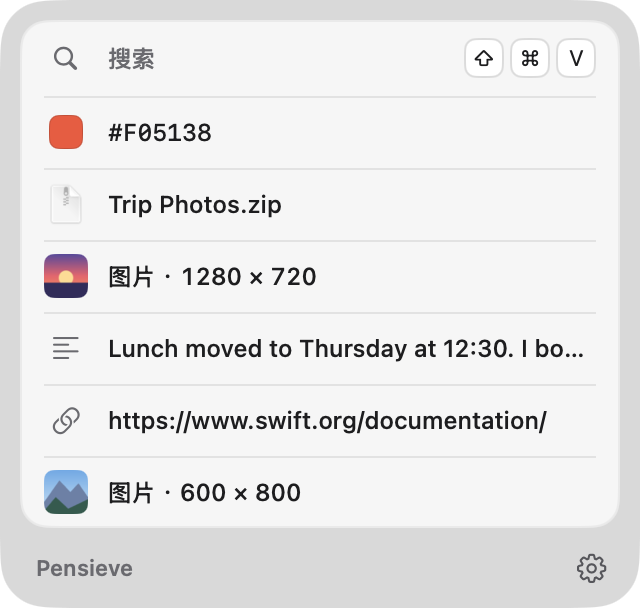 搜索 ⇧ ⌘ V
#F05138
Trip Photos.zip
图片 · 1280 × 720
Lunch moved to Thursday at 12:30. I bo...
https://www.swift.org/documentation/
图片 · 600 × 800
Pensieve